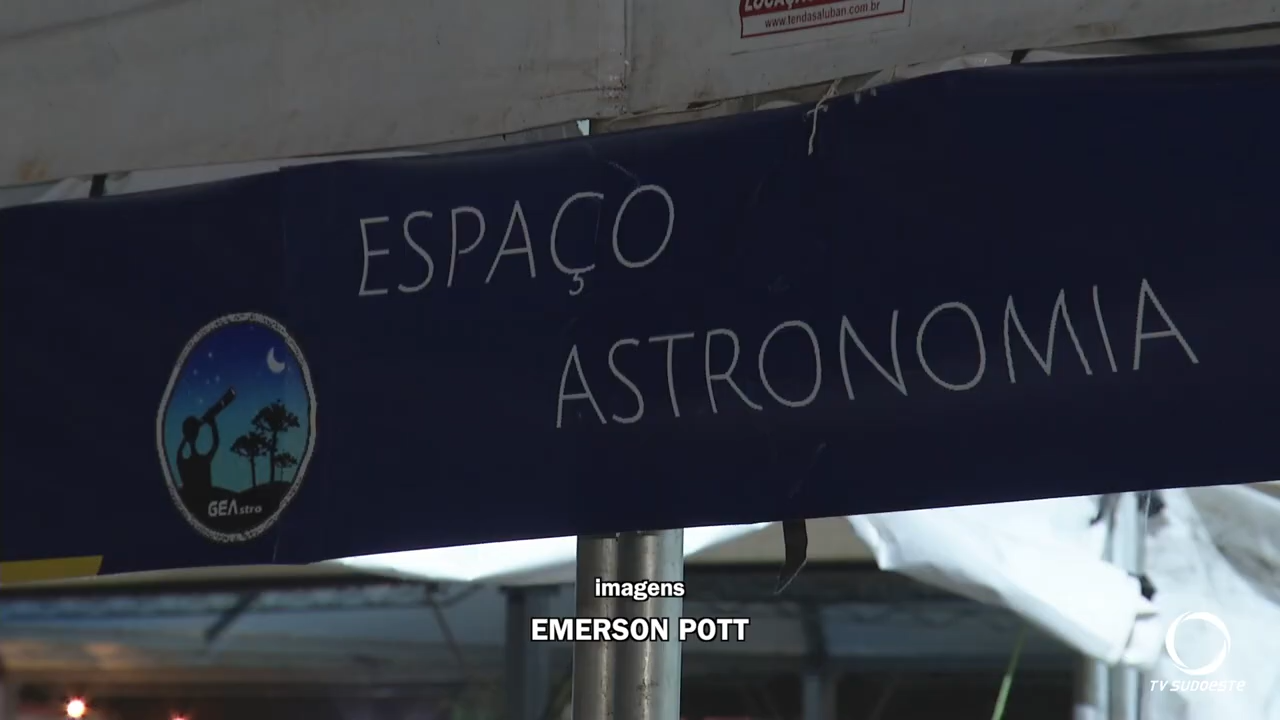 www.tendasaluban.com.br
ESPAÇO
ASTRONOMIA
GEAstro
imagens
EMERSON POTT
TV SUDOESTE